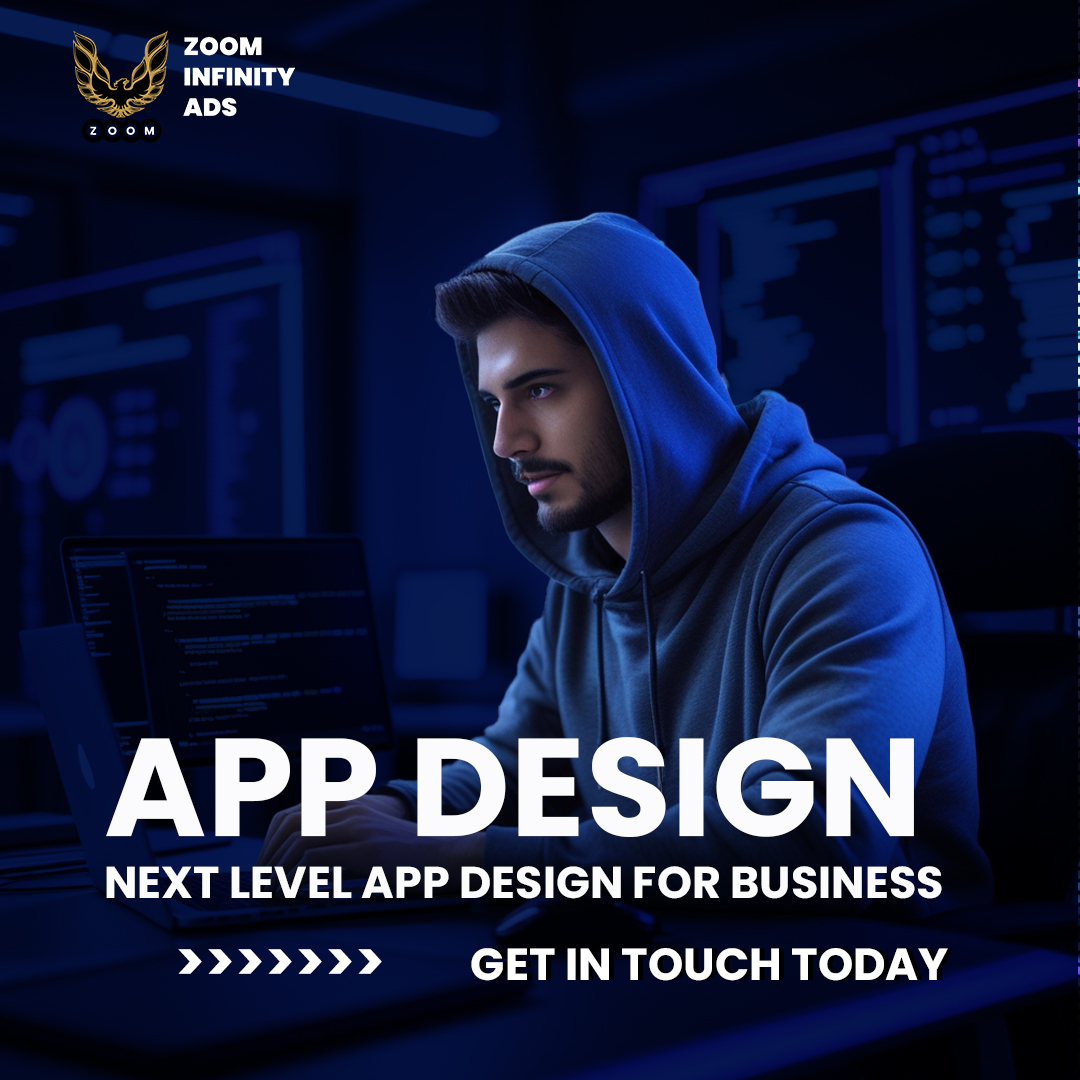 ZOOM
INFINITY
ADS
ZOOM
APP DESIGN
NEXT LEVEL APP DESIGN FOR BUSINESS
>>>>>>> GET IN TOUCH TODAY